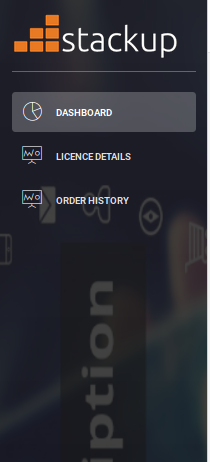 stackup
DASHBOARD
LICENCE DETAILS
ORDER HISTORY
iption